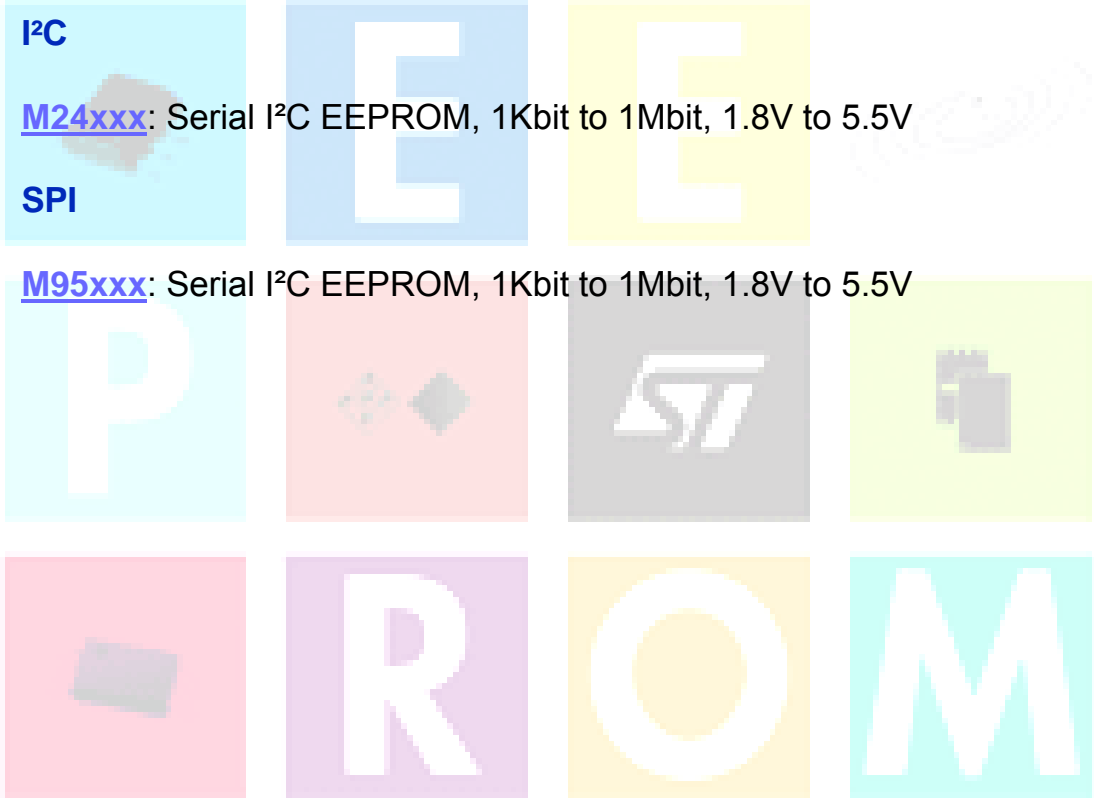 I²C
M24xxx: Serial I²C EEPROM, 1Kbit to 1Mbit, 1.8V to 5.5V
SPI
M95xxx: Serial I²C EEPROM, 1Kbit to 1Mbit, 1.8V to 5.5V
E E
P ST
R O M